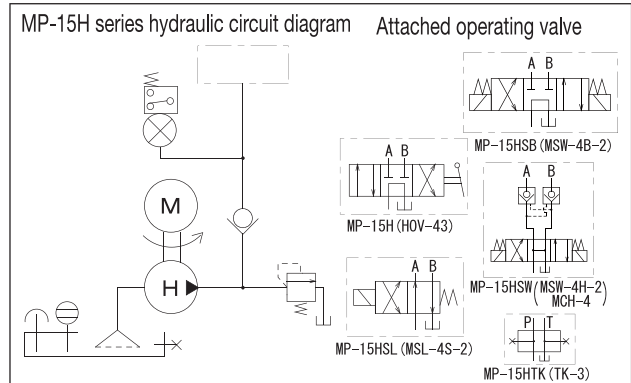 MP-15H series hydraulic circuit diagram
Attached operating valve
A B
MP-15HSB (MSW-4B-2)
A B
MP-15H (HOV-43)
A B
MP-15HSW (MSW-4H-2)
MCH-4
M
H
A B
MP-15HSL (MSL-4S-2)
P T
MP-15HTK (TK-3)